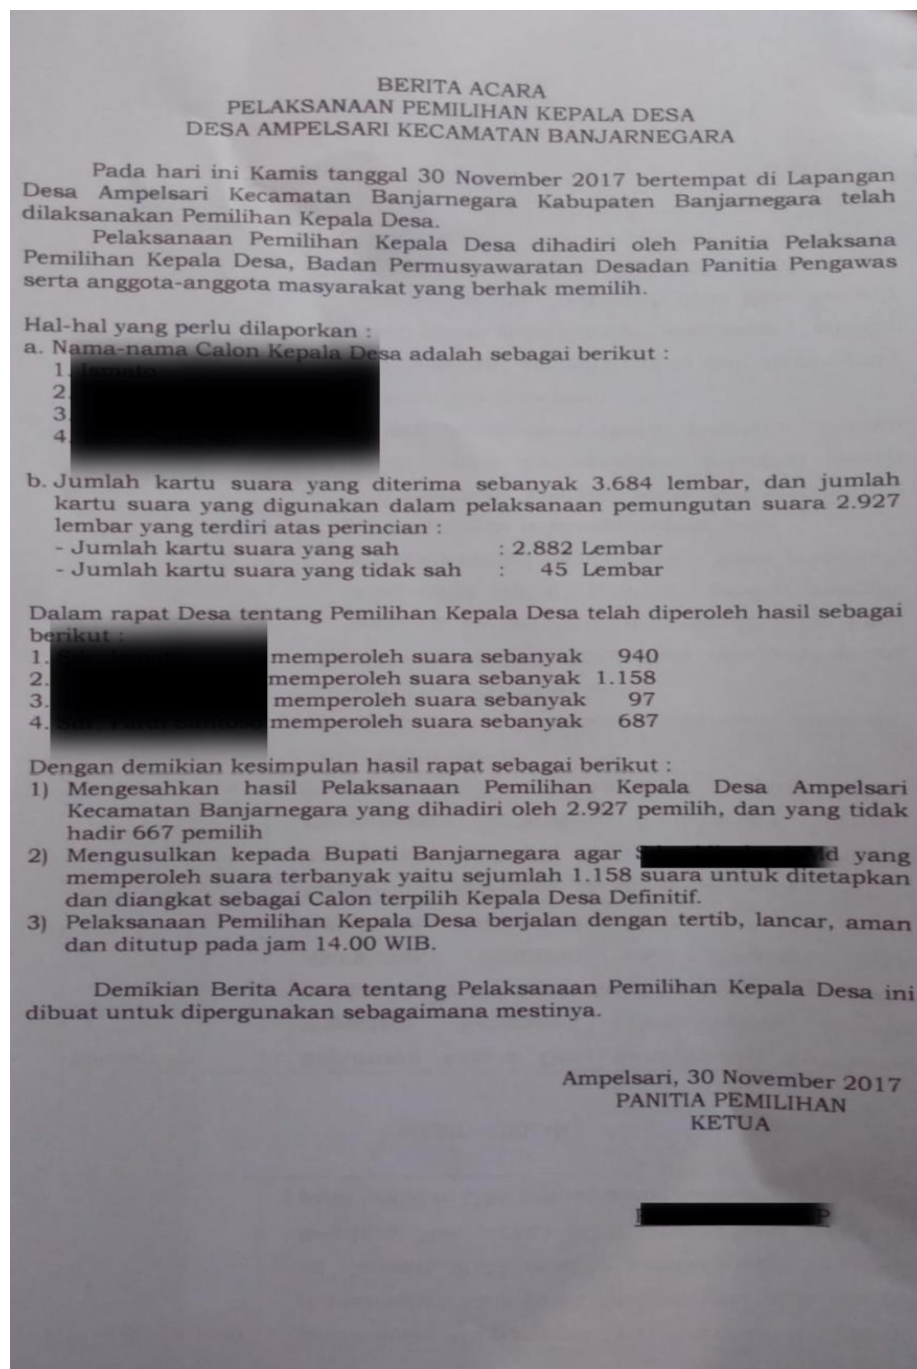 BERITA ACARA
PELAKSANAAN PEMILIHAN KEPALA DESA
DESA AMPELSARI KECAMATAN BANJARNEGARA
Pada hari ini Kamis tanggal 30 November 2017 bertempat di Lapangan
Desa Ampelsari Kecamatan Banjarnegara Kabupaten Banjarnegara telah
dilaksanakan Pemilihan Kepala Desa.
Pelaksanaan Pemilihan Kepala Desa dihadiri oleh Panitia Pelaksana
Pemilihan Kepala Desa, Badan Permusyawaratan Desadan Panitia Pengawas
serta anggota-anggota masyarakat yang berhak memilih.
Hal-hal yang perlu dilaporkan :
a. Nama-nama Calon Kepala Desa adalah sebagai berikut :
1.
2.
3.
4.
b. Jumlah kartu suara yang diterima sebanyak 3.684 lembar, dan jumlah
kartu suara yang digunakan dalam pelaksanaan pemungutan suara 2.927
lembar yang terdiri atas perincian :
- Jumlah kartu suara yang sah : 2.882 Lembar
- Jumlah kartu suara yang tidak sah : 45 Lembar
Dalam rapat Desa tentang Pemilihan Kepala Desa telah diperoleh hasil sebagai
berikut :
1. memperoleh suara sebanyak 940
2. memperoleh suara sebanyak 1.158
3. memperoleh suara sebanyak 97
4. memperoleh suara sebanyak 687
Dengan demikian kesimpulan hasil rapat sebagai berikut :
1) Mengesahkan hasil Pelaksanaan Pemilihan Kepala Desa Ampelsari
Kecamatan Banjarnegara yang dihadiri oleh 2.927 pemilih, dan yang tidak
hadir 667 pemilih
2) Mengusulkan kepada Bupati Banjarnegara agar yang
memperoleh suara terbanyak yaitu sejumlah 1.158 suara untuk ditetapkan
dan diangkat sebagai Calon terpilih Kepala Desa Definitif.
3) Pelaksanaan Pemilihan Kepala Desa berjalan dengan tertib, lancar, aman
dan ditutup pada jam 14.00 WIB.
Demikian Berita Acara tentang Pelaksanaan Pemilihan Kepala Desa ini
dibuat untuk dipergunakan sebagaimana mestinya.
Ampelsari, 30 November 2017
PANITIA PEMILIHAN
KETUA